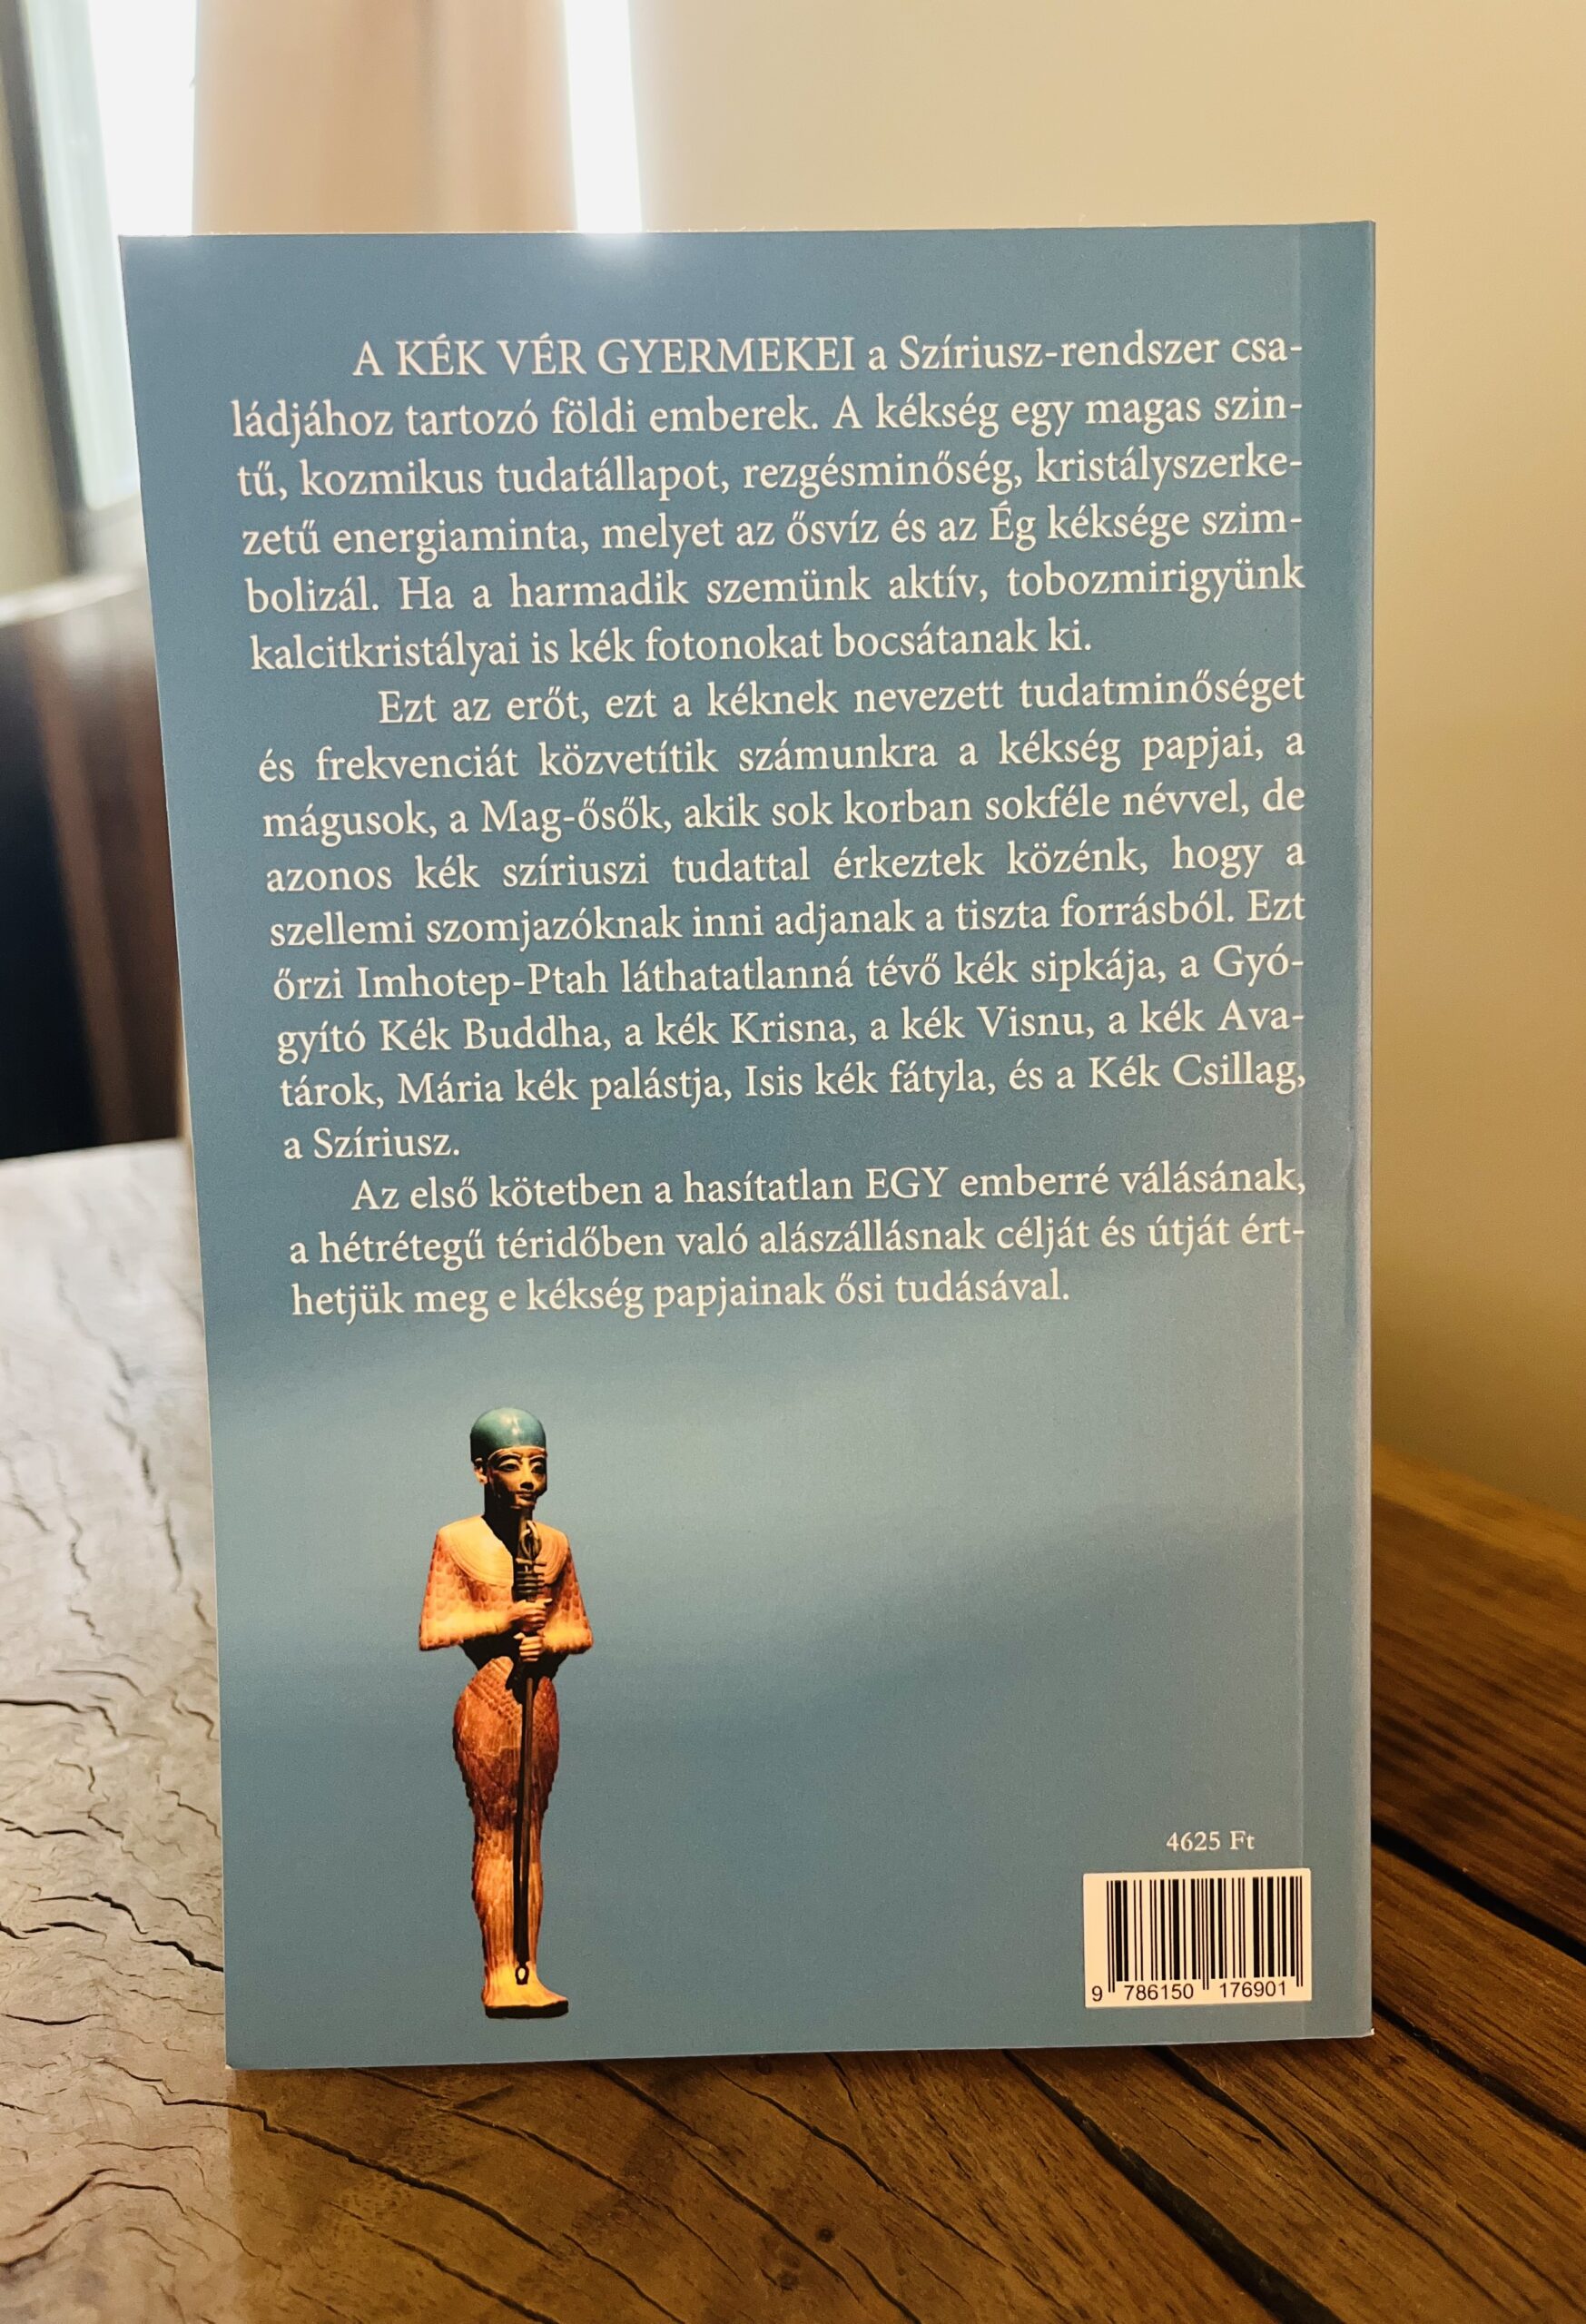 A KÉK VÉR GYERMEKEI a Szíriusz-rendszer csa-
ládjához tartozó földi emberek. A kékség egy magas szin-
tű, kozmikus tudatállapot, rezgésminőség, kristályszerke-
zetű energiaminta, melyet az ősvíz és az Ég kéksége szim-
bolizál. Ha a harmadik szemünk aktív, tobozmirigyünk
kalcitkristályai is kék fotonokat bocsátanak ki.
Ezt az erőt, ezt a kéknek nevezett tudatminőséget
és frekvenciát közvetítik számunkra a kékség papjai, a
mágusok, a Mag-ősők, akik sok korban sokféle névvel, de
azonos kék szíriuszi tudattal érkeztek közénk, hogy a
szellemi szomjazóknak inni adjanak a tiszta forrásból. Ezt
őrzi Imhotep-Ptah láthatatlanná tévő kék sipkája, a Gyó-
gyító Kék Buddha, a kék Krisna, a kék Visnu, a kék Ava-
tárok, Mária kék palástja, Isis kék fátyla, és a Kék Csillag,
a Szíriusz.
Az első kötetben a hasítatlan EGY emberré válásának,
a hétrétegű téridőben való alászállásnak célját és útját ért-
hetjük meg e kékség papjainak ősi tudásával.
4625 Ft
9 786150 176901